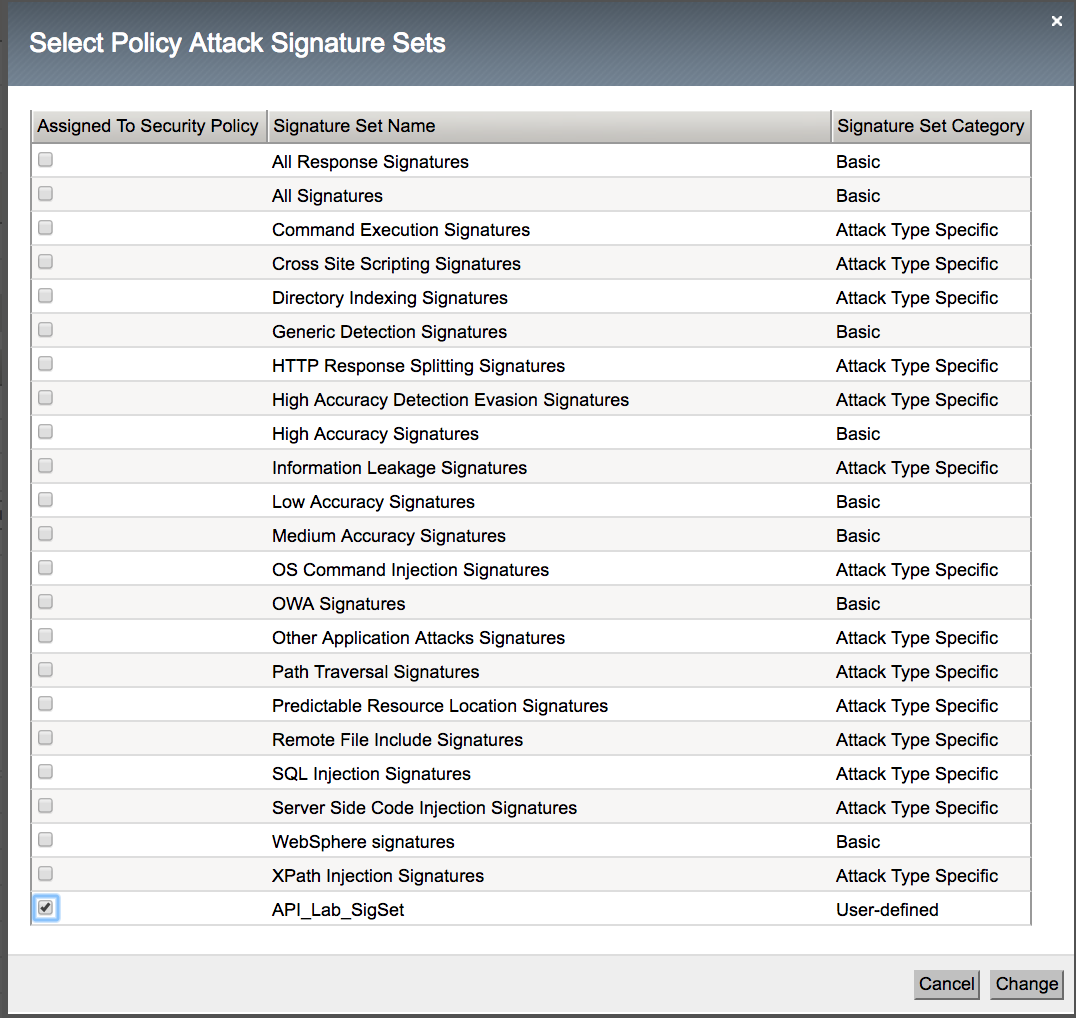 Select Policy Attack Signature Sets
Assigned To Security Policy Signature Set Name Signature Set Category
All Response Signatures Basic
All Signatures Basic
Command Execution Signatures Attack Type Specific
Cross Site Scripting Signatures Attack Type Specific
Directory Indexing Signatures Attack Type Specific
Generic Detection Signatures Basic
HTTP Response Splitting Signatures Attack Type Specific
High Accuracy Detection Evasion Signatures Attack Type Specific
High Accuracy Signatures Basic
Information Leakage Signatures Attack Type Specific
Low Accuracy Signatures Basic
Medium Accuracy Signatures Basic
OS Command Injection Signatures Attack Type Specific
OWA Signatures Basic
Other Application Attacks Signatures Attack Type Specific
Path Traversal Signatures Attack Type Specific
Predictable Resource Location Signatures Attack Type Specific
Remote File Include Signatures Attack Type Specific
SQL Injection Signatures Attack Type Specific
Server Side Code Injection Signatures Attack Type Specific
WebSphere signatures Basic
XPath Injection Signatures Attack Type Specific
API_Lab_SigSet User-defined
Cancel Change